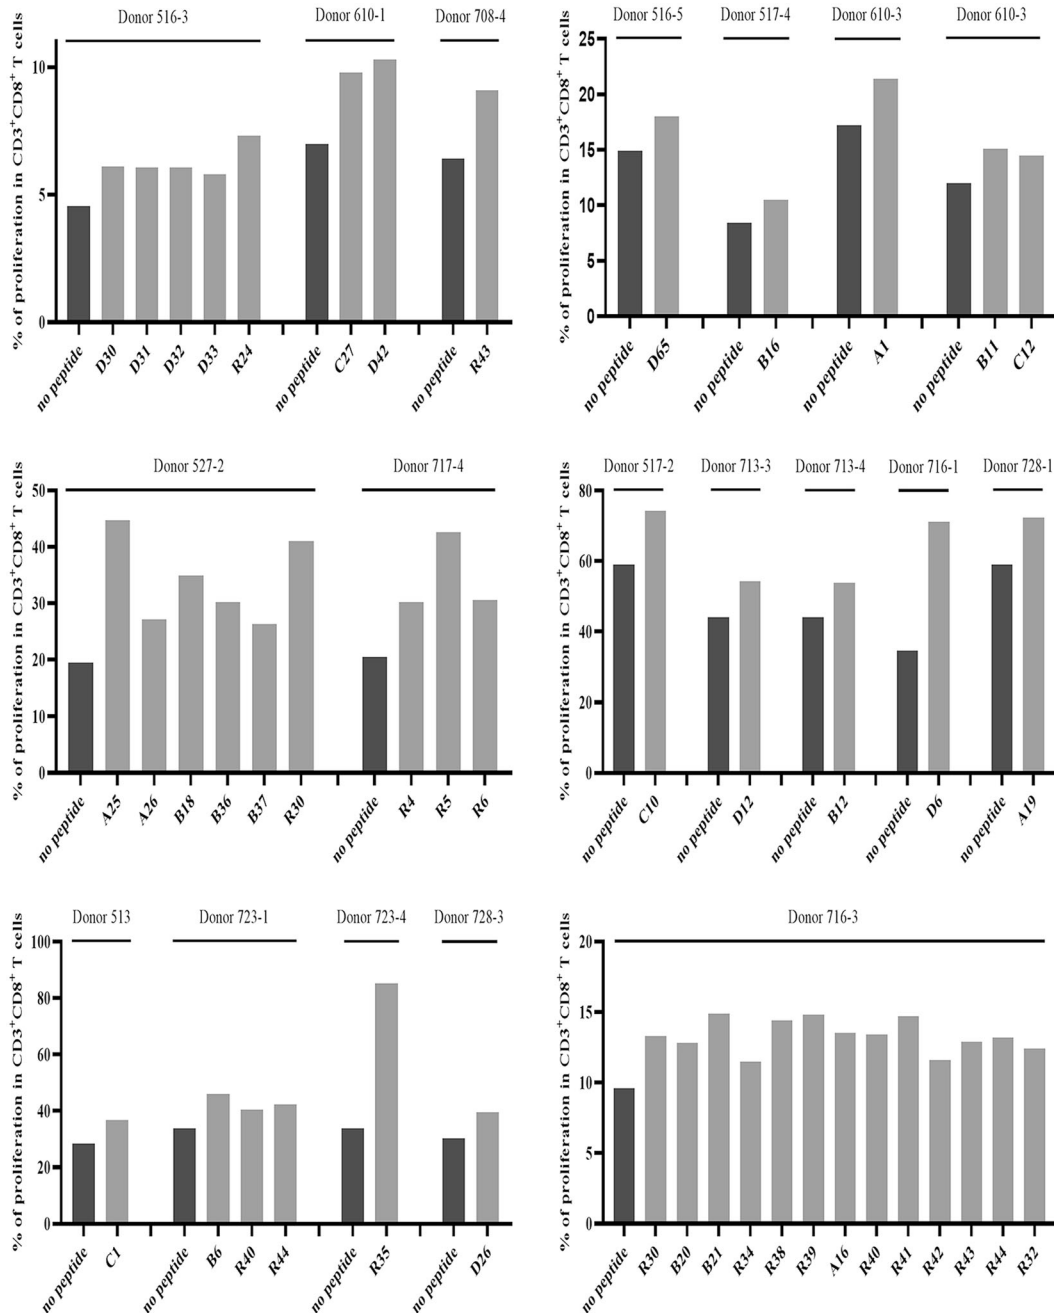 Donor 516-3 Donor 610-1 Donor 708-4
% of proliferation in CD3+CD8+ T cells
10
5
0
no peptide D30 D31 D32 D33 R24 no peptide C27 D42 no peptide R43
Donor 516-5 Donor 517-4 Donor 610-3 Donor 610-3
% of proliferation in CD3+CD8+ T cells
25
20
15
10
5
0
no peptide D65 no peptide B16 no peptide A1 no peptide B11 C12
Donor 527-2 Donor 717-4
% of proliferation in CD3+CD8+ T cells
50
40
30
20
10
0
no peptide A25 A26 B18 B36 B37 R30 no peptide R4 R5 R6
Donor 517-2 Donor 713-3 Donor 713-4 Donor 716-1 Donor 728-1
% of proliferation in CD3+CD8+ T cells
80
60
40
20
0
no peptide C10 no peptide D12 no peptide B12 no peptide D6 no peptide A19
Donor 513 Donor 723-1 Donor 723-4 Donor 728-3
% of proliferation in CD3+CD8+ T cells
100
80
60
40
20
0
no peptide C1 no peptide B6 R40 R44 no peptide R35 no peptide D26
Donor 716-3
% of proliferation in CD3+CD8+ T cells
20
15
10
5
0
no peptide R30 B20 B21 R34 R38 R39 A16 R40 R41 R42 R43 R44 R32